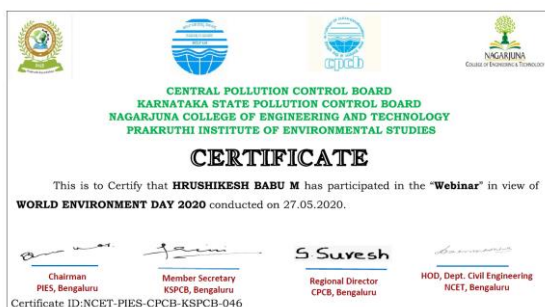 cpcb
NAGARJUNA
COLLEGE OF ENGINEERING & TECHNOLOGY
CENTRAL POLLUTION CONTROL BOARD
KARNATAKA STATE POLLUTION CONTROL BOARD
NAGARJUNA COLLEGE OF ENGINEERING AND TECHNOLOGY
PRAKRUTHI INSTITUTE OF ENVIRONMENTAL STUDIES
CERTIFICATE
This is to Certify that HRUSHIKESH BABU M has participated in the “Webinar” in view of
WORLD ENVIRONMENT DAY 2020 conducted on 27.05.2020.
S. Suresh
Chairman
PIES, Bengaluru
Member Secretary
KSPCB, Bengaluru
Regional Director
CPCB, Bengaluru
HOD, Dept. Civil Engineering
NCET, Bengaluru
Certificate ID:NCET-PIES-CPCB-KSPCB-046